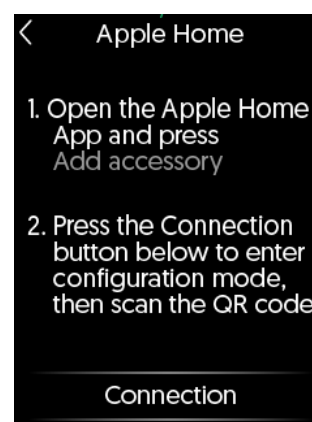 Apple Home
1. Open the Apple Home
App and press
Add accessory
2. Press the Connection
button below to enter
configuration mode,
then scan the QR code
Connection